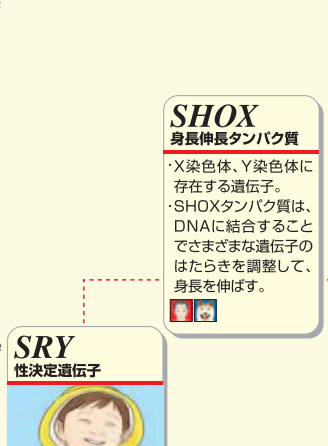 SHOX
身長伸長タンパク質
・X染色体、Y染色体に
存在する遺伝子。
・SHOXタンパク質は、
DNAに結合すること
でさまざまな遺伝子の
はたらきを調整して、
身長を伸ばす。
SRY
性決定遺伝子